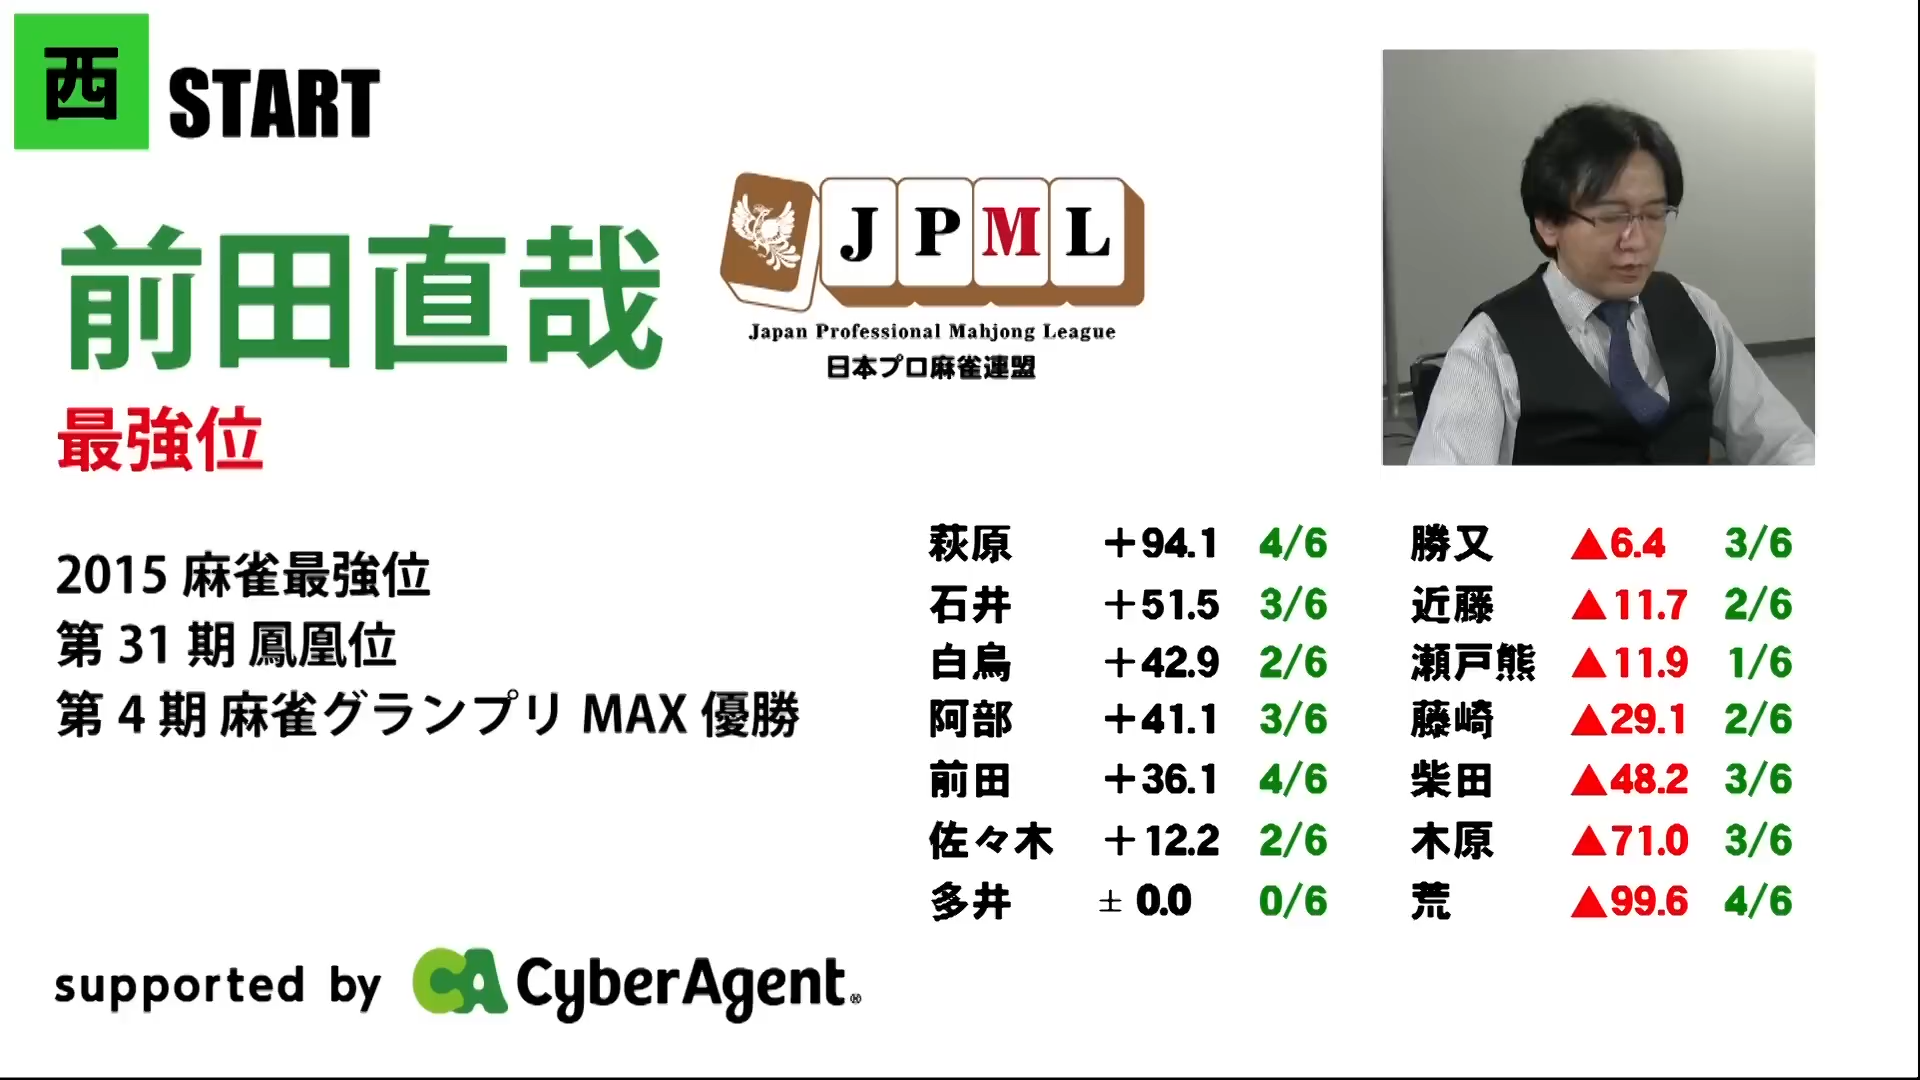 西 START
前田直哉
最強位
JPML
Japan Professional Mahjong League
日本プロ麻雀連盟
2015 麻雀最強位
第 31 期 鳳凰位
第 4 期 麻雀グランプリ MAX 優勝
萩原 +94.1 4/6
石井 +51.5 3/6
白鳥 +42.9 2/6
阿部 +41.1 3/6
前田 +36.1 4/6
佐々木 +12.2 2/6
多井 ± 0.0 0/6
勝又 ▲6.4 3/6
近藤 ▲11.7 2/6
瀬戸熊 ▲11.9 1/6
藤崎 ▲29.1 2/6
柴田 ▲48.2 3/6
木原 ▲71.0 3/6
荒 ▲99.6 4/6
supported by CA CyberAgent®